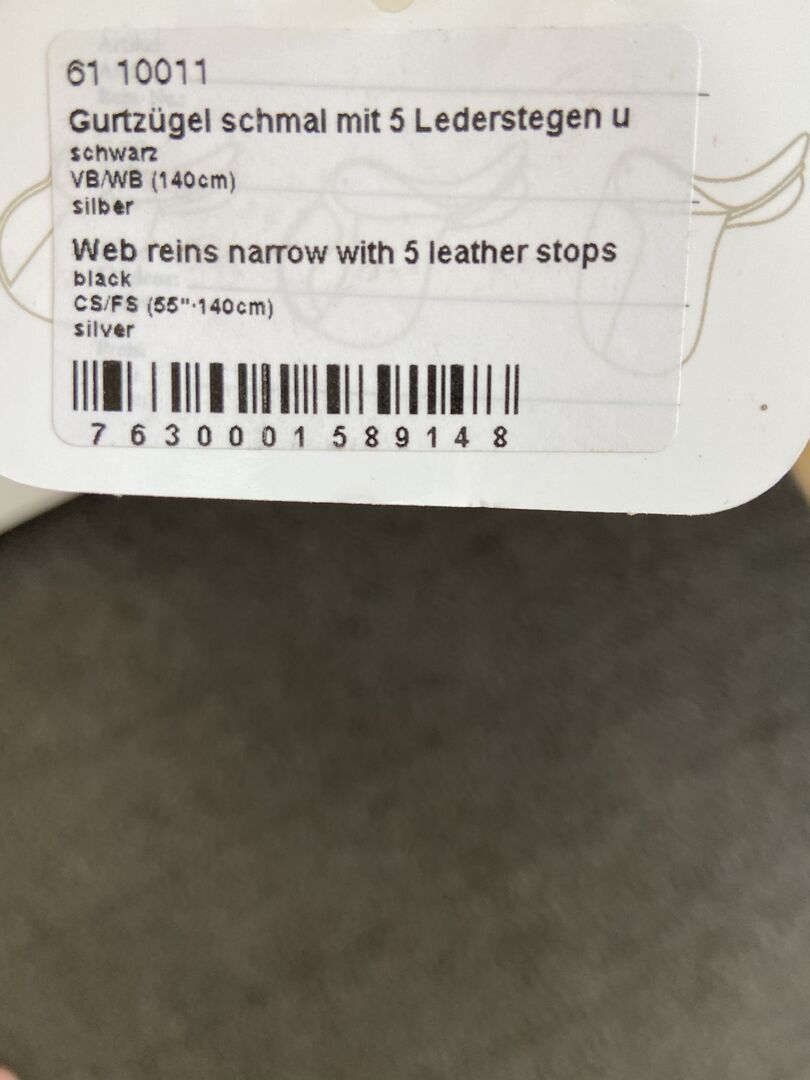 61 10011
Gurtzügel schmal mit 5 Lederstegen u
schwarz
VB/WB (140cm)
silber
Web reins narrow with 5 leather stops
black
CS/FS (55"·140cm)
silver
7 630001 589148